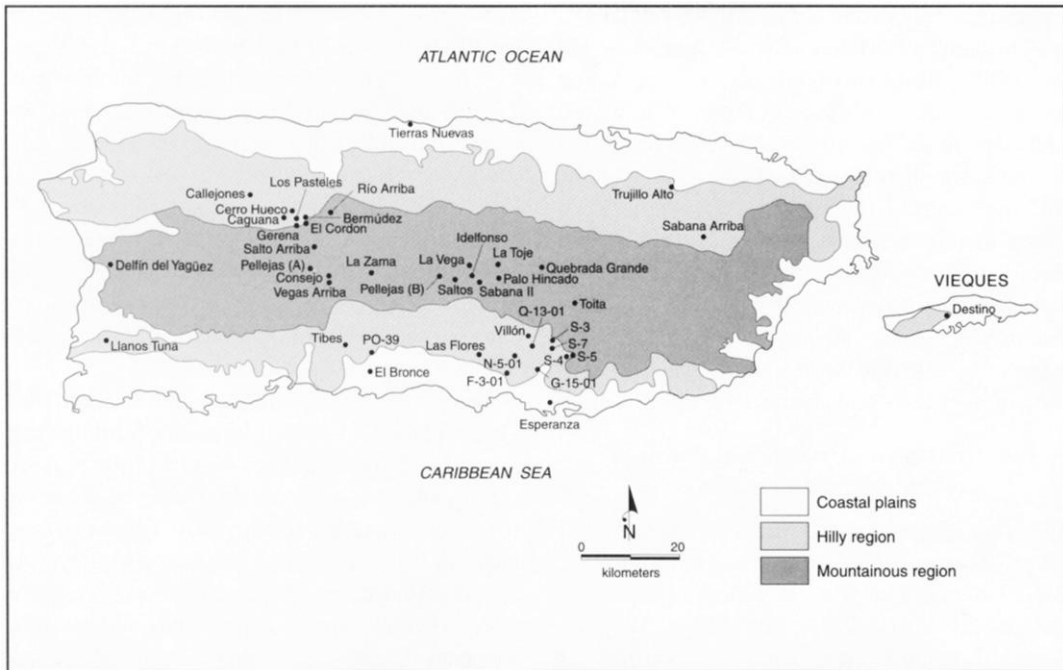 ATLANTIC OCEAN
Tierras Nuevas
Los Pasteles
Río Arriba
Callejones
Trujillo Alto
Cerro Hueco
Bermúdez
Caguana
El Cordon
Gerena
Sabana Arriba
Idelfonso
Salto Arriba
La Toje
La Vega
Delfín del Yagüez
Pellejas (A)
La Zama
Quebrada Grande
Consejo
Palo Hincado
VIEQUES
Vegas Arriba
Pellejas (B)
Saltos
Sabana II
Toita
Destino
Q-13-01
Villón
S-3
Llanos Tuna
Tibes
PO-39
Las Flores
S-7
N-5-01
S-4
S-5
El Bronce
F-3-01
G-15-01
Esperanza
CARIBBEAN SEA
N
0
20
kilometers
Coastal plains
Hilly region
Mountainous region